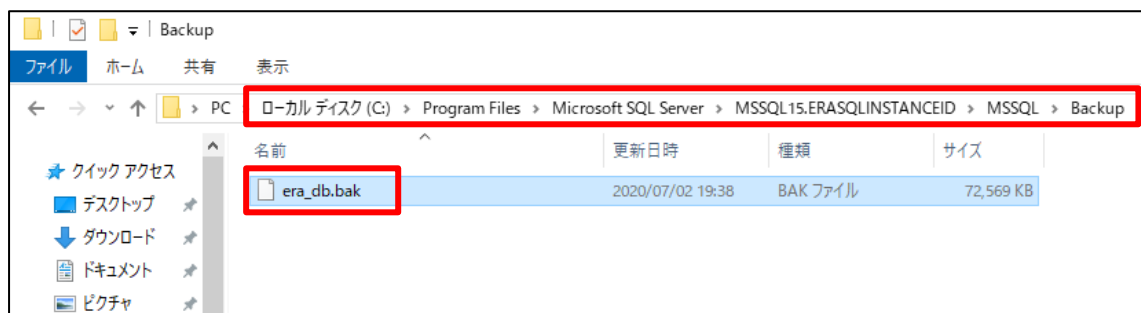 Backup
ファイル ホーム 共有 表示
PC ローカル ディスク (C:) > Program Files > Microsoft SQL Server > MSSQL15.ERASQLINSTANCEID > MSSQL > Backup
名前 更新日時 種類 サイズ
クイック アクセス
era_db.bak 2020/07/02 19:38 BAK ファイル 72,569 KB
デスクトップ
ダウンロード
ドキュメント
ピクチャ